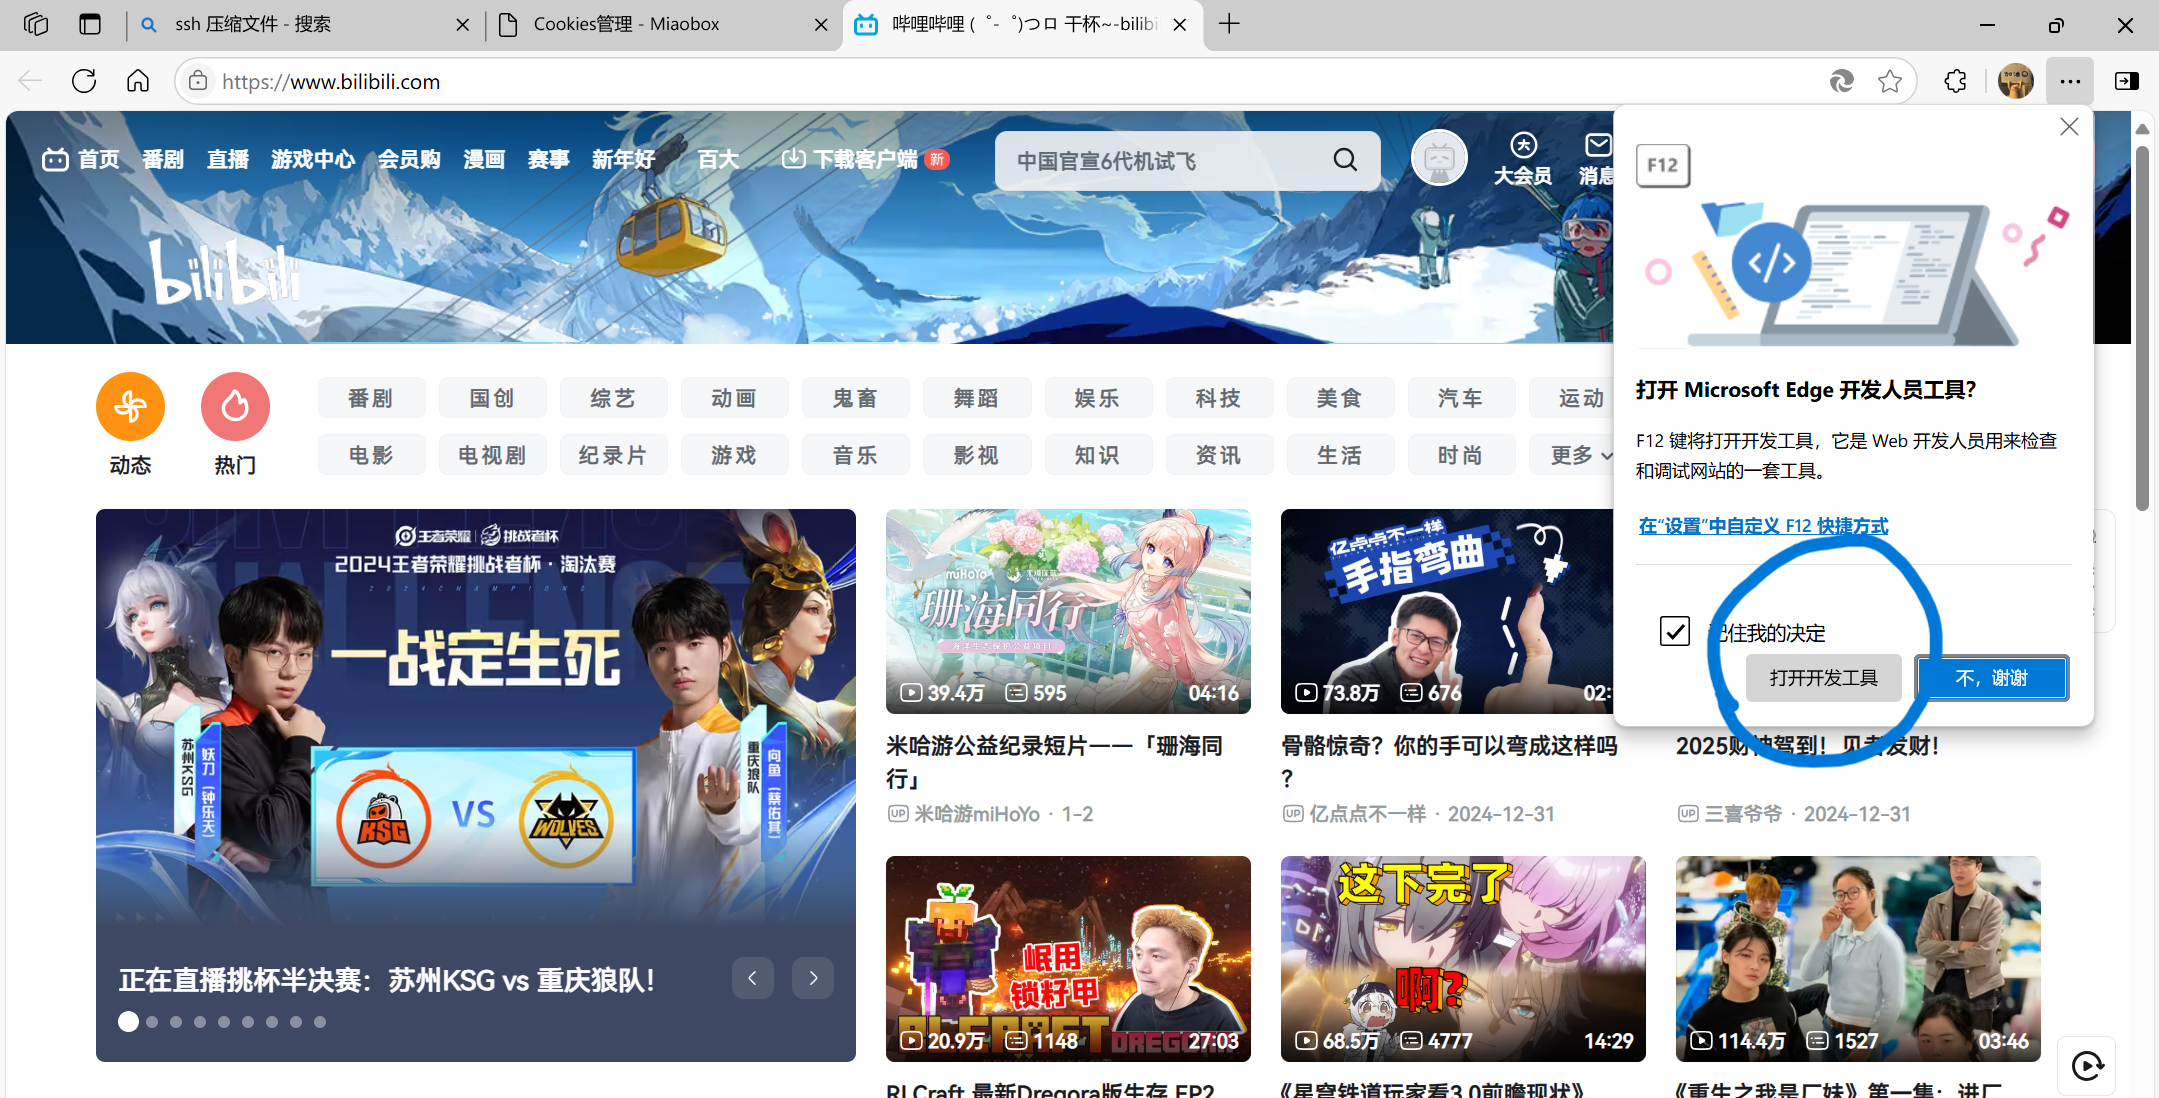 ssh 压缩文件 - 搜索
Cookies管理 - Miaobox
哔哩哔哩 (゜-゜)つロ 干杯~-bilibi
https://www.bilibili.com
首页 番剧 直播 游戏中心 会员购 漫画 赛事 新年好 百大 下载客户端 新
中国官宣6代机试飞
大会员
消息
bilibili
F12
</>
打开 Microsoft Edge 开发人员工具?
F12 键将打开开发工具，它是 Web 开发人员用来检查
和调试网站的一套工具。
在“设置”中自定义 F12 快捷方式
记住我的决定
打开开发工具
不，谢谢
动态
热门
番剧 国创 综艺 动画 鬼畜 舞蹈 娱乐 科技 美食 汽车 运动
电影 电视剧 纪录片 游戏 音乐 影视 知识 资讯 生活 时尚 更多
王者荣耀 挑战者杯
2024王者荣耀挑战者杯·淘汰赛
2024CHAMPIONS
一战定生死
苏州KSG
妖刀（钟乐天）
重庆狼队
向鱼（蔡佑其）
KSG
VS
WOLVES
正在直播挑杯半决赛：苏州KSG vs 重庆狼队！
miHoYo
珊海同行
海洋生态保护公益项目
39.4万 595 04:16
米哈游公益纪录短片——「珊海同
行」
UP 米哈游miHoYo · 1-2
亿点点不一样
手指弯曲
73.8万 676 02:
骨骼惊奇？你的手可以弯成这样吗
？
UP 亿点点不一样 · 2024-12-31
2025财神驾到！见者发财！
UP 三喜爷爷 · 2024-12-31
岷用
锁籽甲
RLCRAFT
DREGORA
20.9万 1148 27:03
RLCraft 最新Dregora版生存 EP2
这下完了
啊?
68.5万 4777 14:29
《星穹铁道玩家看3.0前瞻现状》
114.4万 1527 03:46
《重生之我是厂妹》第一集：进厂